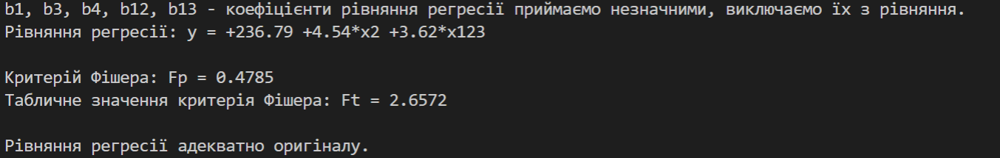 b1, b3, b4, b12, b13 - коефіцієнти рівняння регресії приймаємо незначними, виключаємо їх з рівняння.
Рівняння регресії: y = +236.79 +4.54*x2 +3.62*x123
Критерій Фішера: Fp = 0.4785
Табличне значення критерія Фішера: Ft = 2.6572
Рівняння регресії адекватно оригіналу.